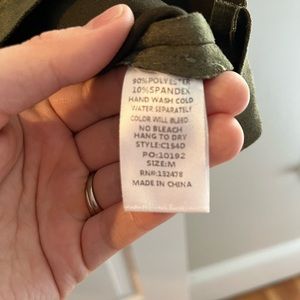 90%POLYESTER
10%SPANDEX
HAND WASH COLD
WATER SEPARATELY
COLOR WILL BLEED
NO BLEACH
HANG TO DRY
STYLE:C1540
PO:10192
SIZE:M
RN#:132478
MADE IN CHINA